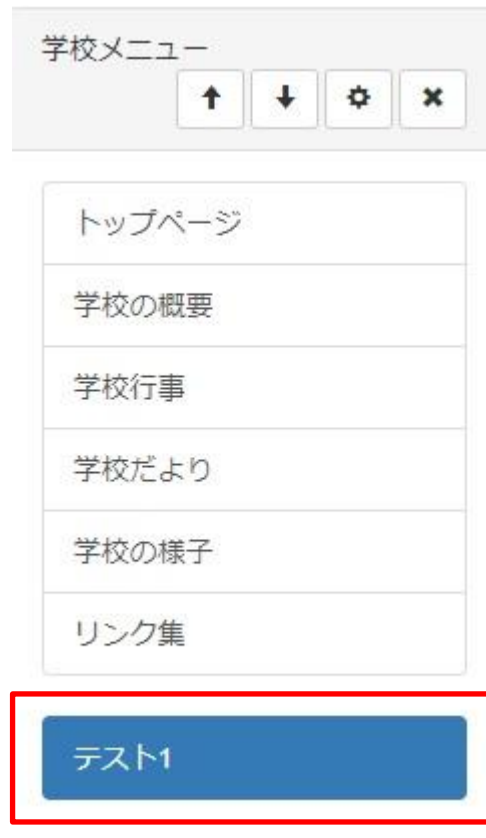 学校メニュー
トップページ
学校の概要
学校行事
学校だより
学校の様子
リンク集
テスト1